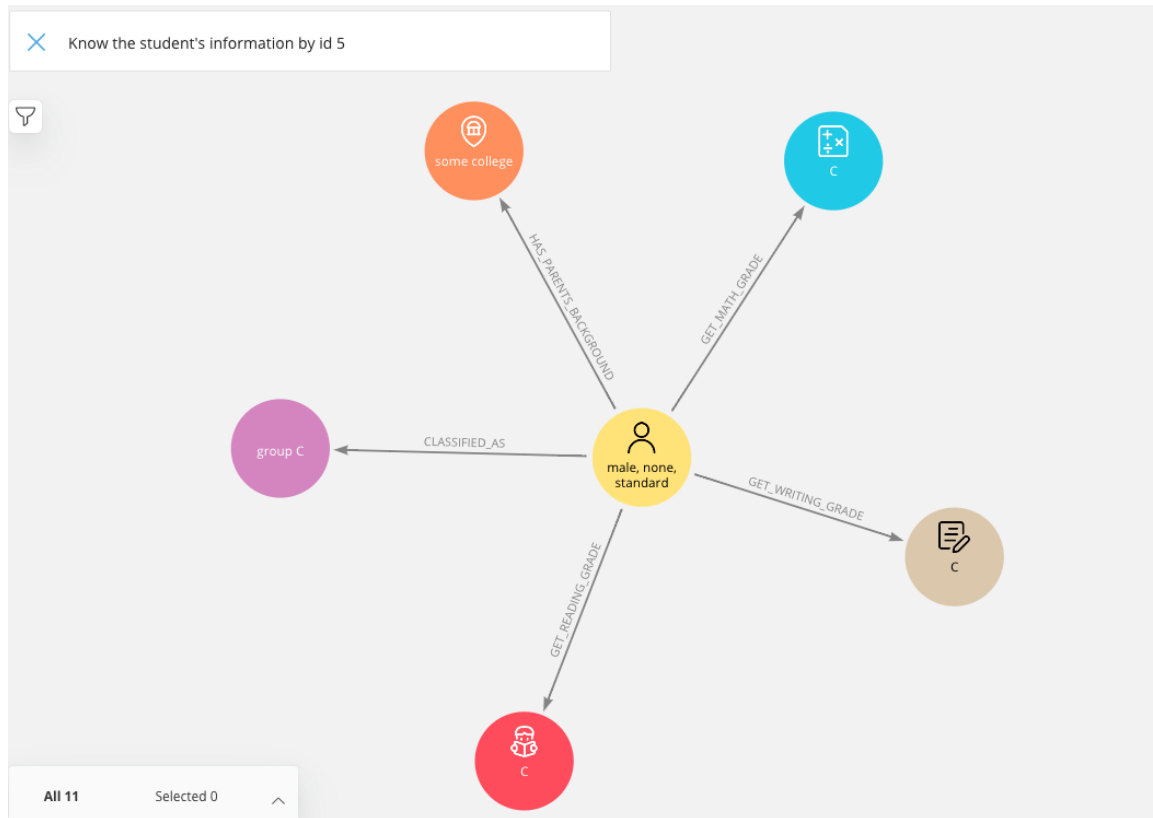 Know the student's information by id 5
some college
C
HAS_PARENTS_BACKGROUND
GET_MATH_GRADE
group C
CLASSIFIED_AS
male, none,
standard
GET_WRITING_GRADE
C
GET_READING_GRADE
C
All 11
Selected 0